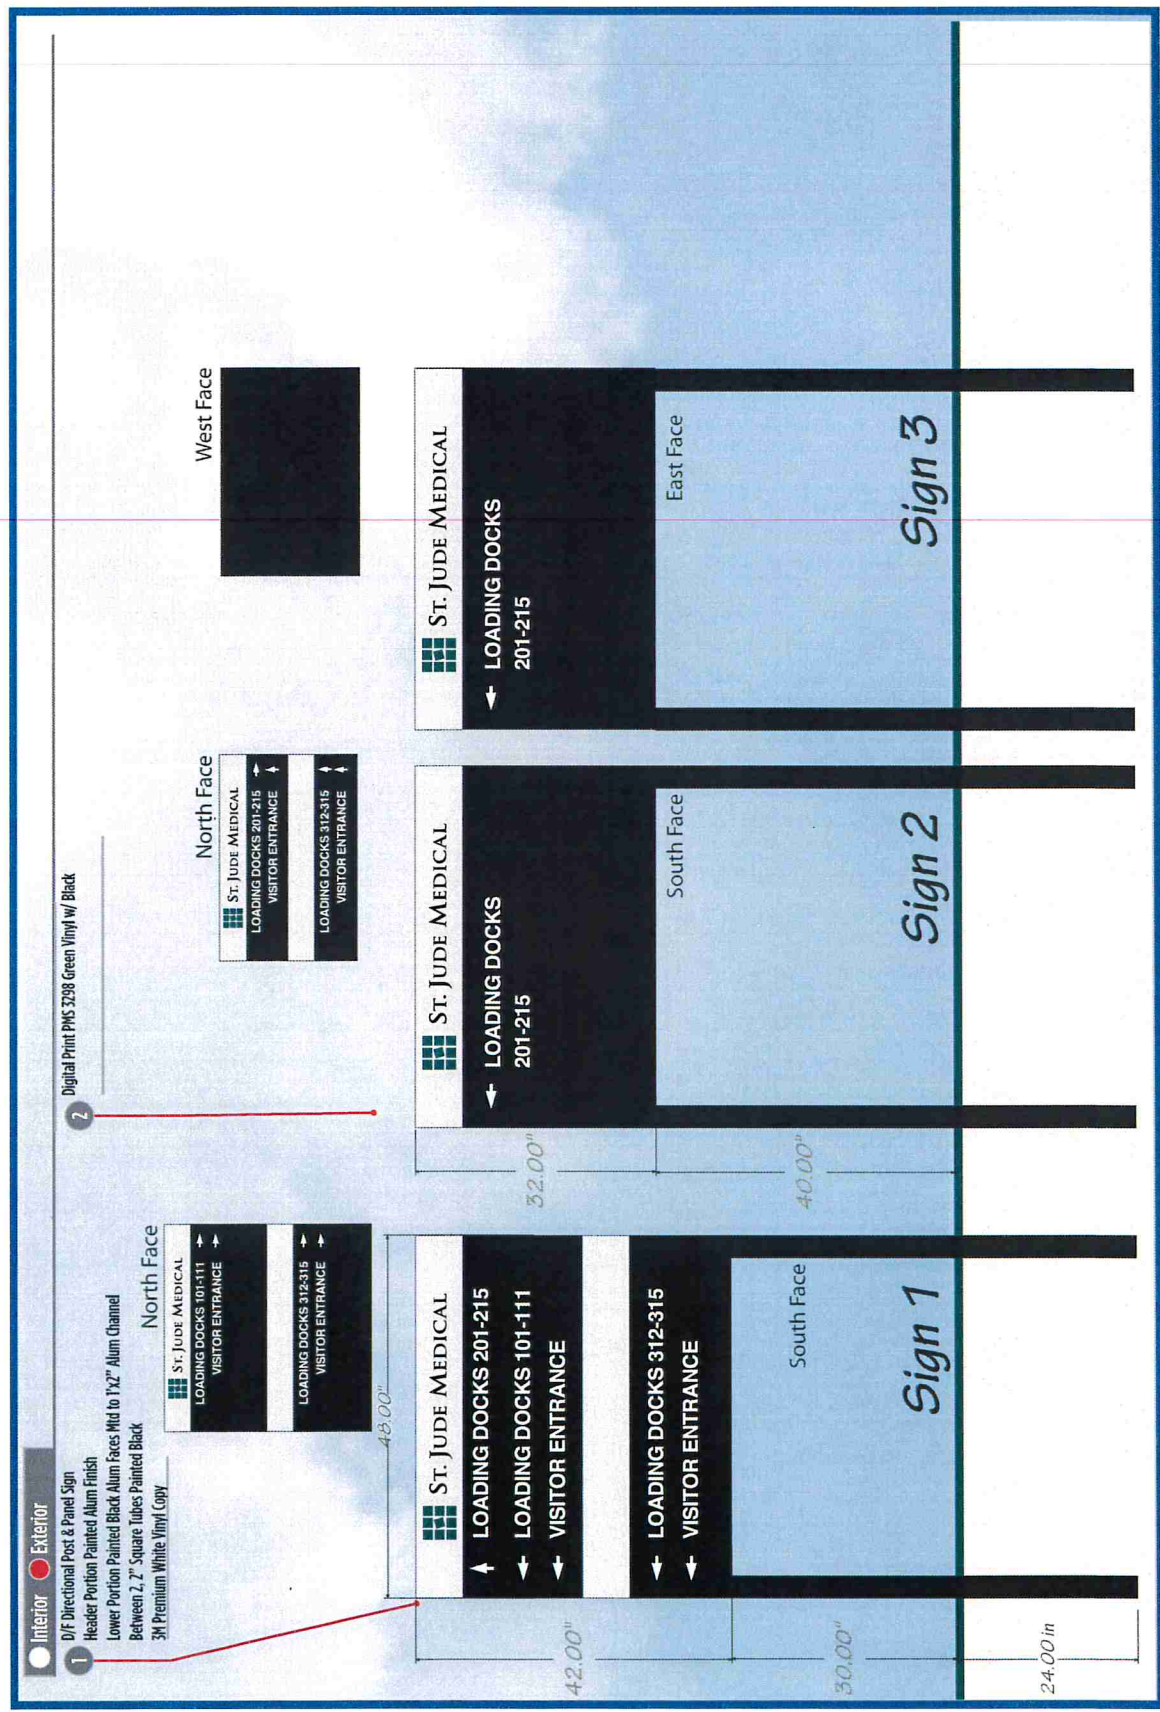 Interior Exterior
1
D/F Directional Post & Panel Sign
Header Portion Painted Alum Finish
Lower Portion Painted Black Alum Faces Mtd to 1'x2" Alum Channel
Between 2, 2" Square Tubes Painted Black
3M Premium White Vinyl Copy
2
Digital Print PMS 3298 Green Vinyl w/ Black
North Face
ST. JUDE MEDICAL
LOADING DOCKS 101-111 →
VISITOR ENTRANCE →
LOADING DOCKS 312-315 →
VISITOR ENTRANCE →
North Face
ST. JUDE MEDICAL
LOADING DOCKS 201-215 →
VISITOR ENTRANCE ↑
LOADING DOCKS 312-315 ↑
VISITOR ENTRANCE ↑
West Face
48.00"
42.00"
30.00"
24.00 in
ST. JUDE MEDICAL
↑ LOADING DOCKS 201-215
← LOADING DOCKS 101-111
← VISITOR ENTRANCE
← LOADING DOCKS 312-315
← VISITOR ENTRANCE
South Face
Sign 1
32.00"
40.00"
ST. JUDE MEDICAL
← LOADING DOCKS
201-215
South Face
Sign 2
ST. JUDE MEDICAL
← LOADING DOCKS
201-215
East Face
Sign 3